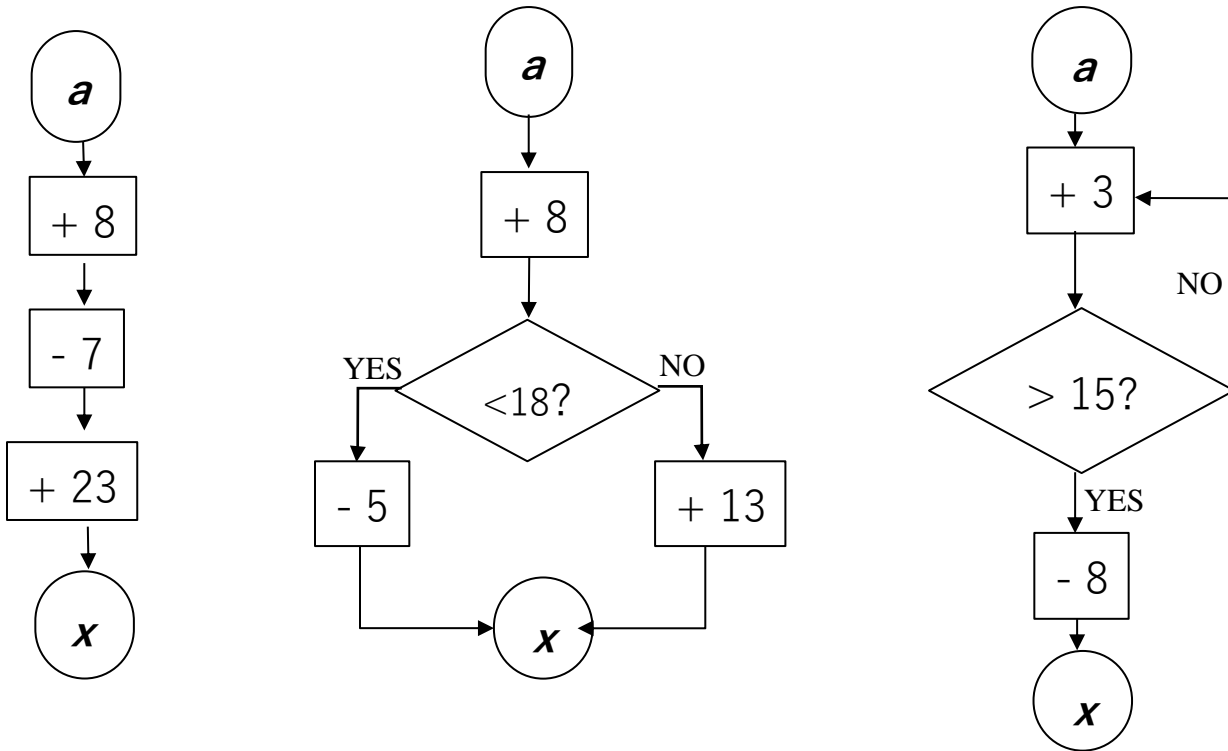 a
+ 8
- 7
+ 23
x
a
+ 8
<18?
YES
NO
- 5
+ 13
x
a
+ 3
NO
> 15?
YES
- 8
x